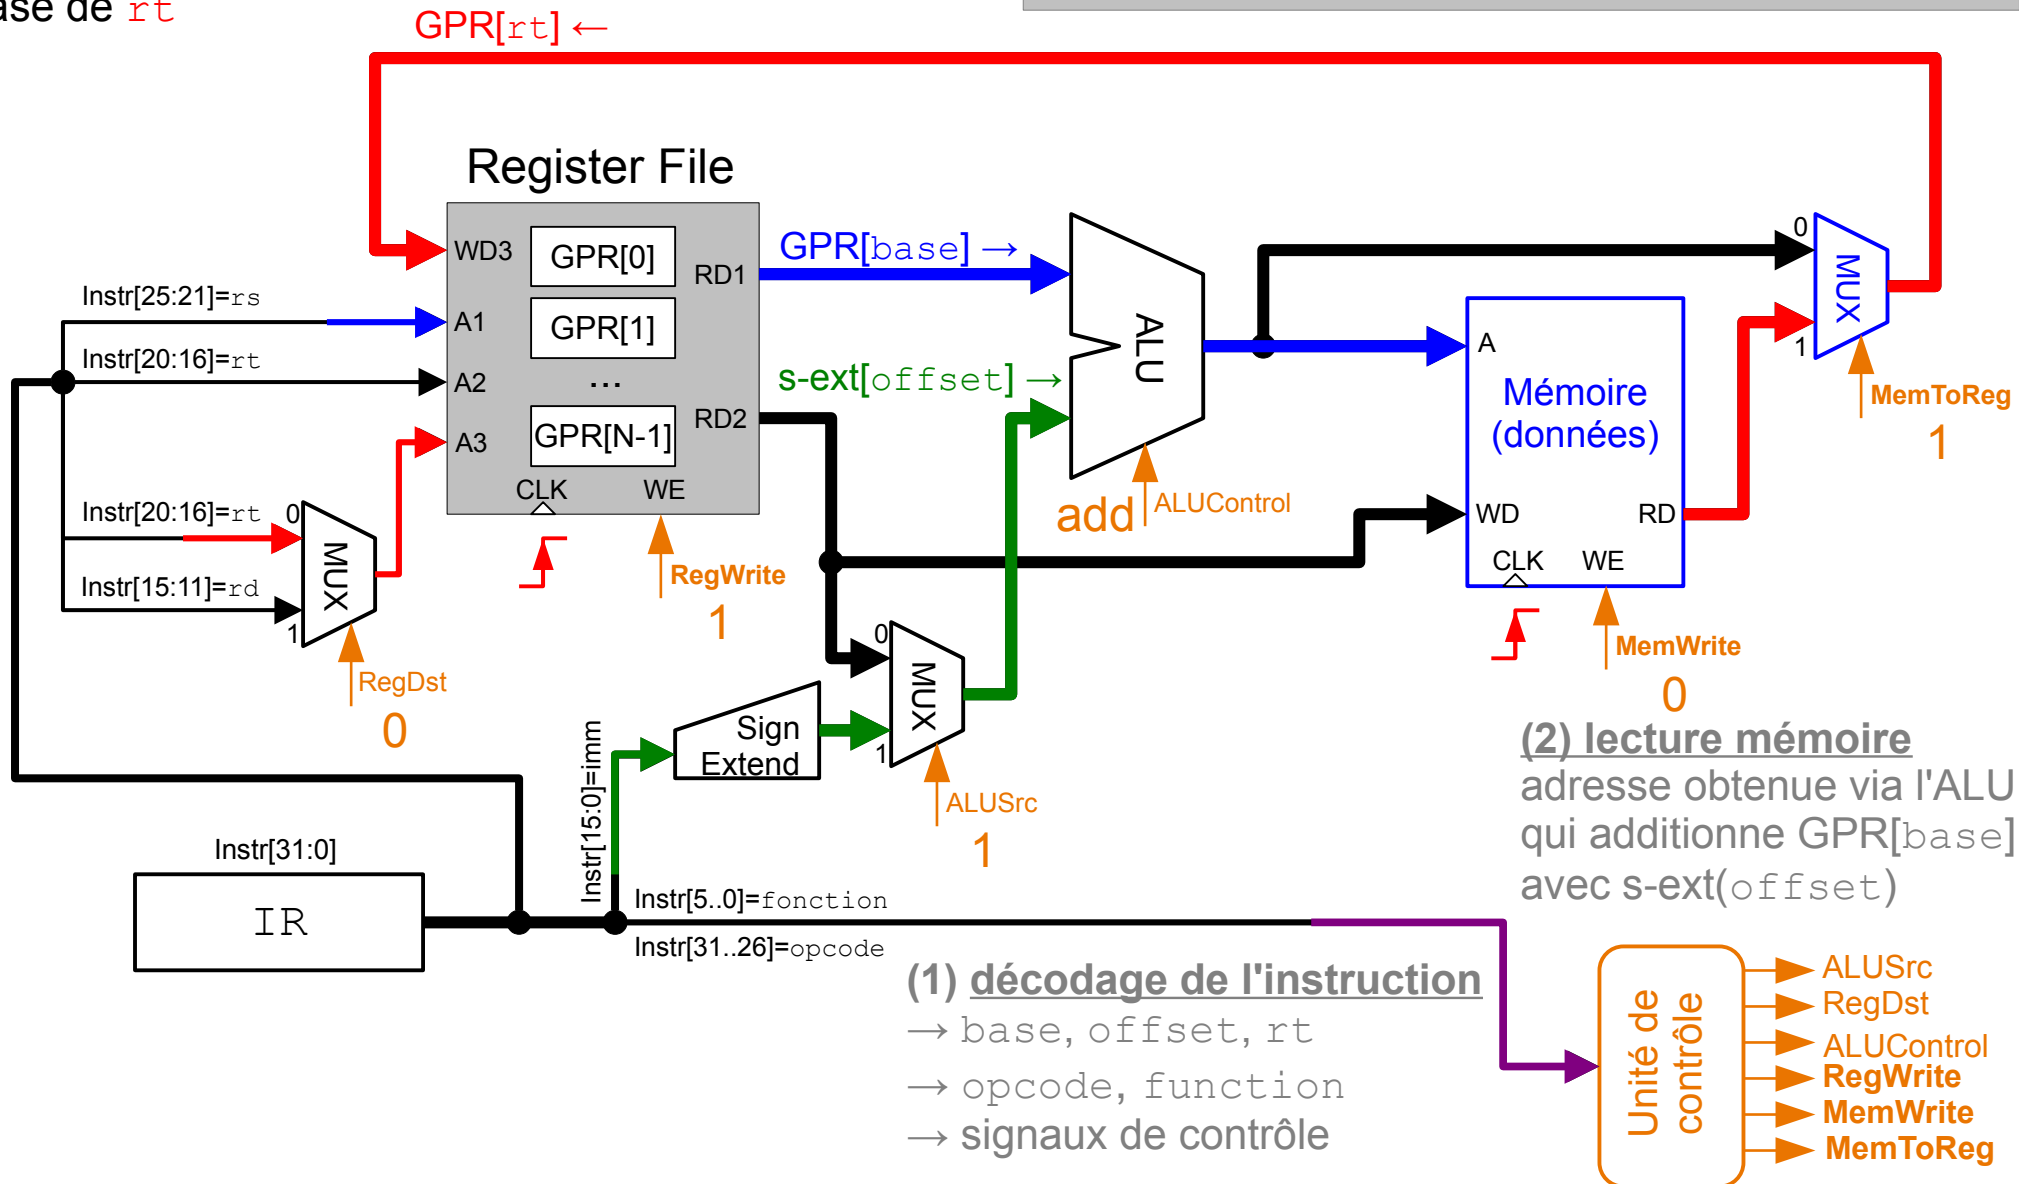 ase de rt
GPR[rt] ←
Register File
WD3
GPR[0]
RD1
GPR[base] →
0
MUX
1
Instr[25:21]=rs
A1
GPR[1]
ALU
A
Instr[20:16]=rt
A2
...
s-ext[offset] →
Mémoire
(données)
MemToReg
1
A3
GPR[N-1]
RD2
CLK
WE
add
ALUControl
WD
RD
CLK
WE
Instr[20:16]=rt
0
MUX
Instr[15:11]=rd
1
RegWrite
1
RegDst
0
0
MUX
1
MemWrite
0
Sign
Extend
Instr[15:0]=imm
ALUSrc
1
(2) lecture mémoire
adresse obtenue via l'ALU
qui additionne GPR[base]
avec s-ext(offset)
Instr[31:0]
IR
Instr[5..0]=fonction
Instr[31..26]=opcode
(1) décodage de l'instruction
→ base, offset, rt
→ opcode, function
→ signaux de contrôle
Unité de
contrôle
ALUSrc
RegDst
ALUControl
RegWrite
MemWrite
MemToReg